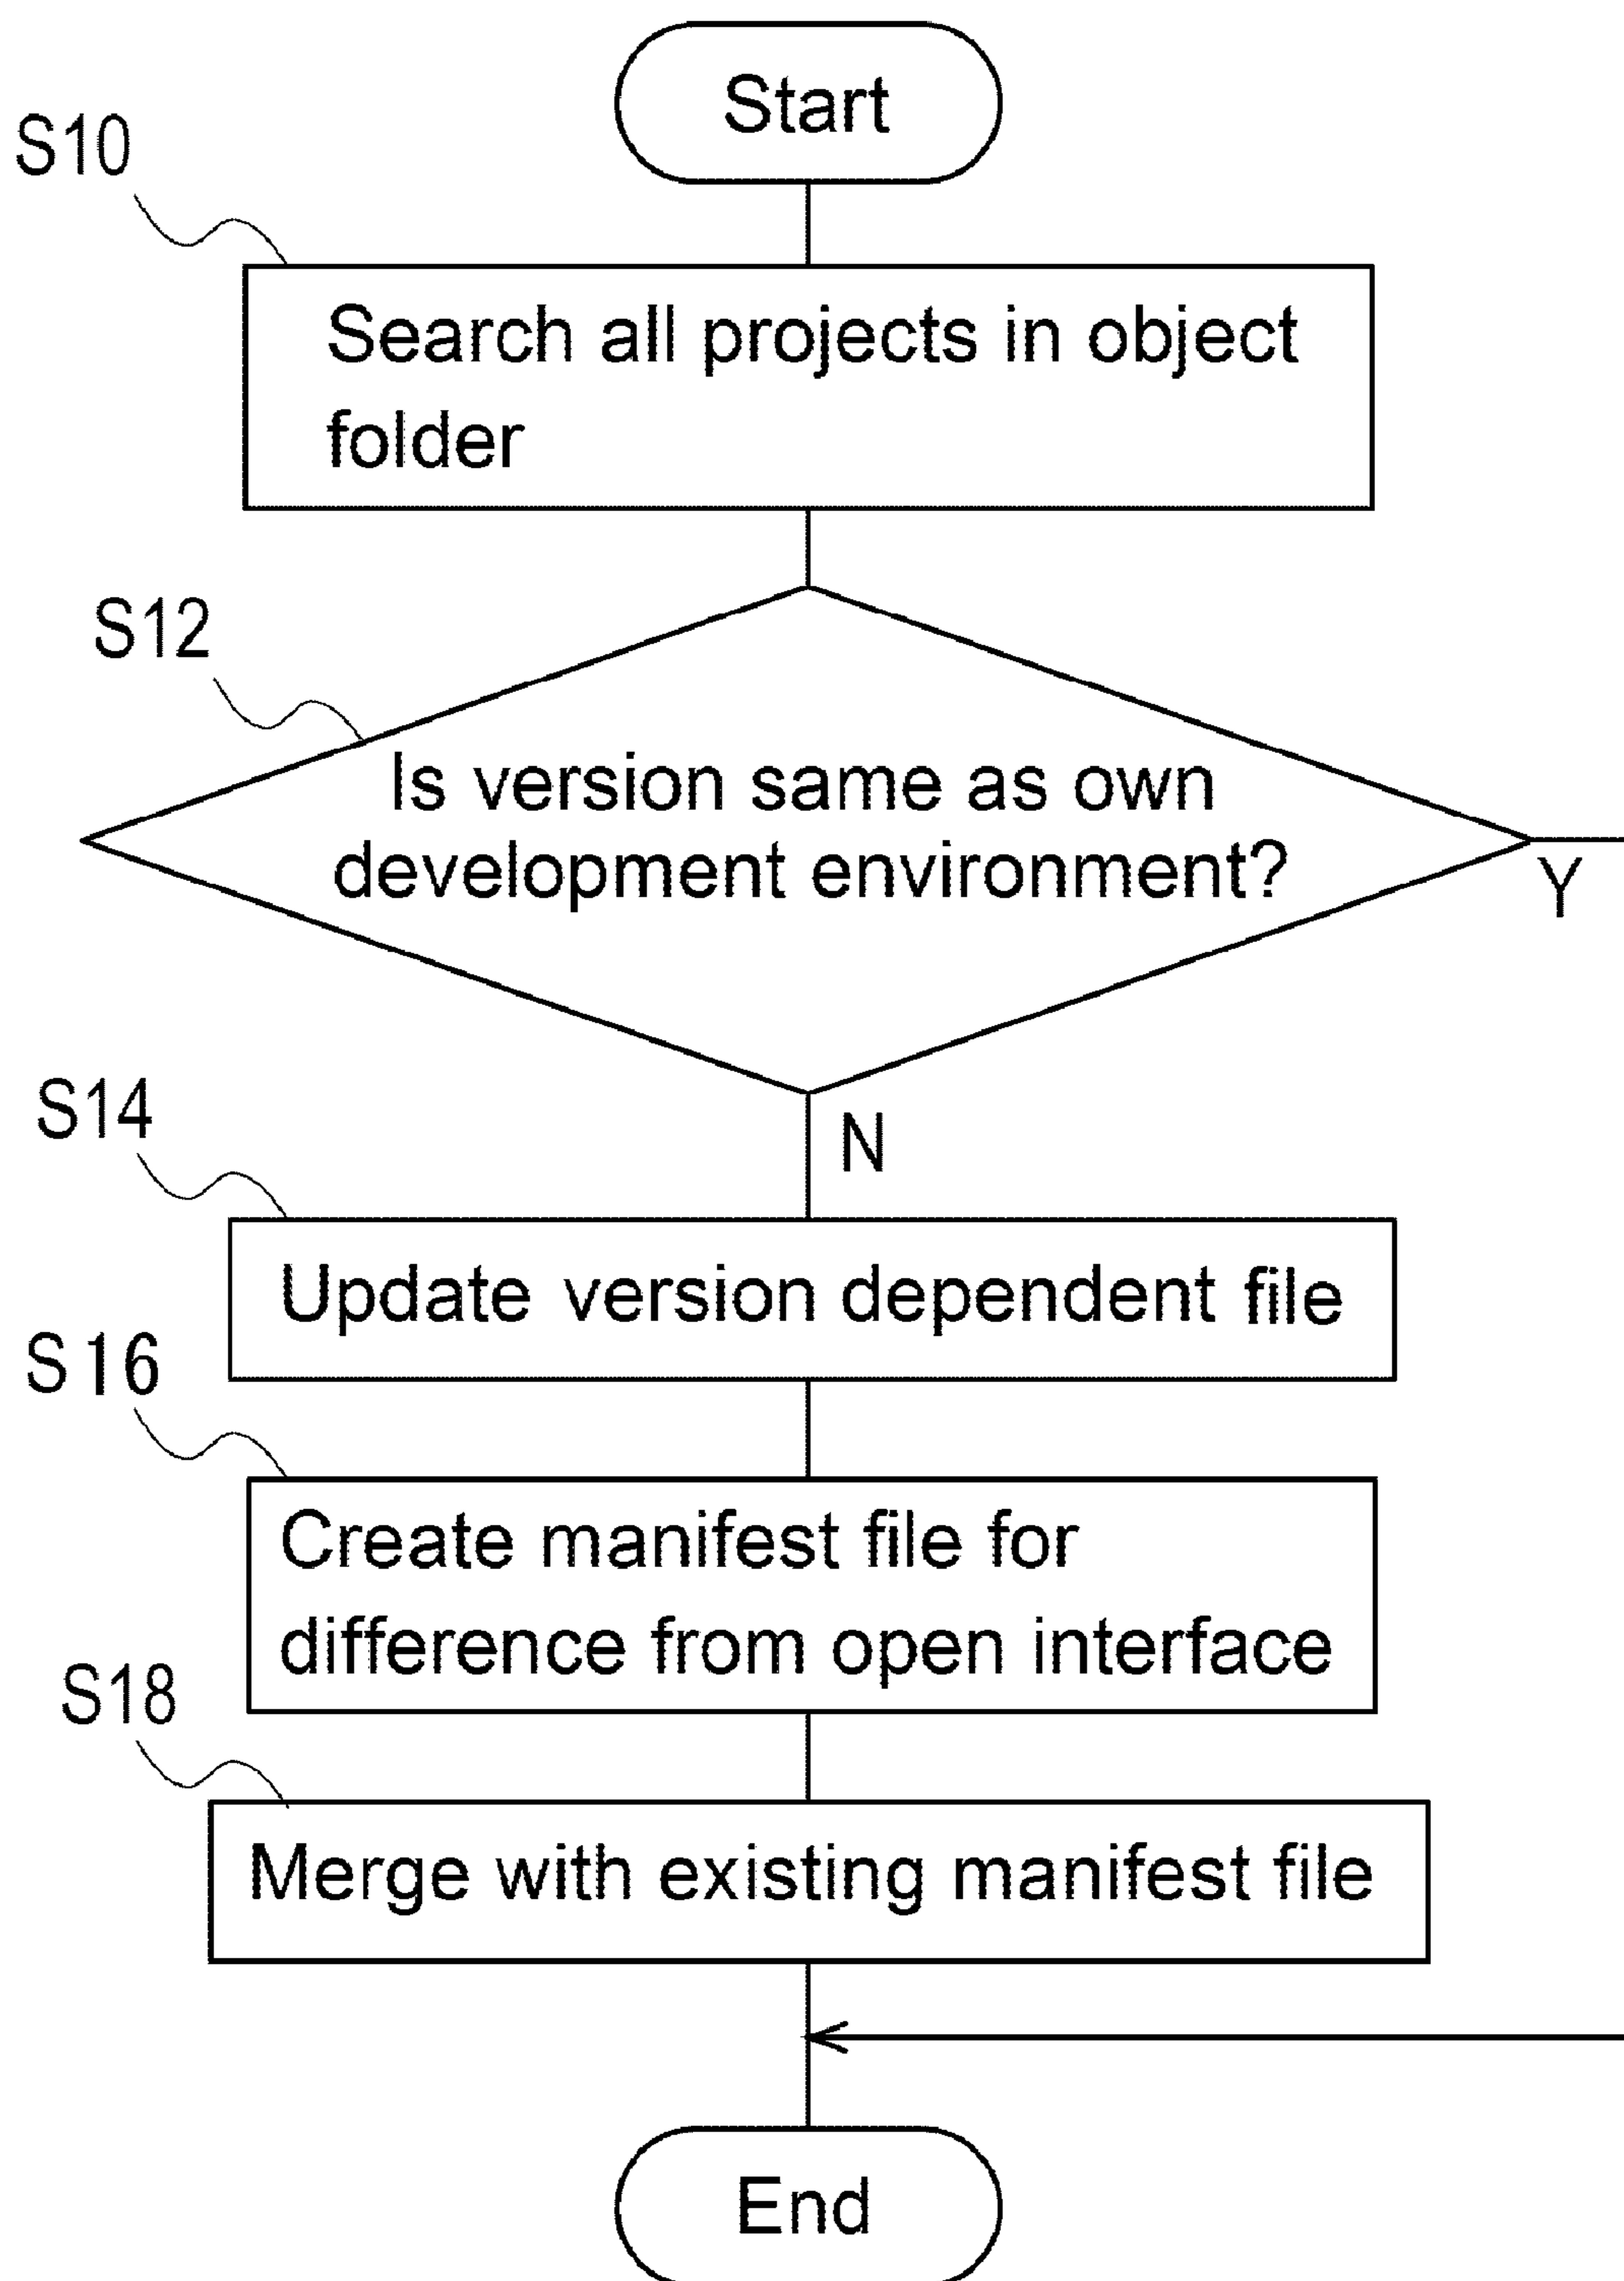 Start
S10
Search all projects in object
folder
S12
Is version same as own
development environment?
Y
N
S14
Update version dependent file
S16
Create manifest file for
difference from open interface
S18
Merge with existing manifest file
End